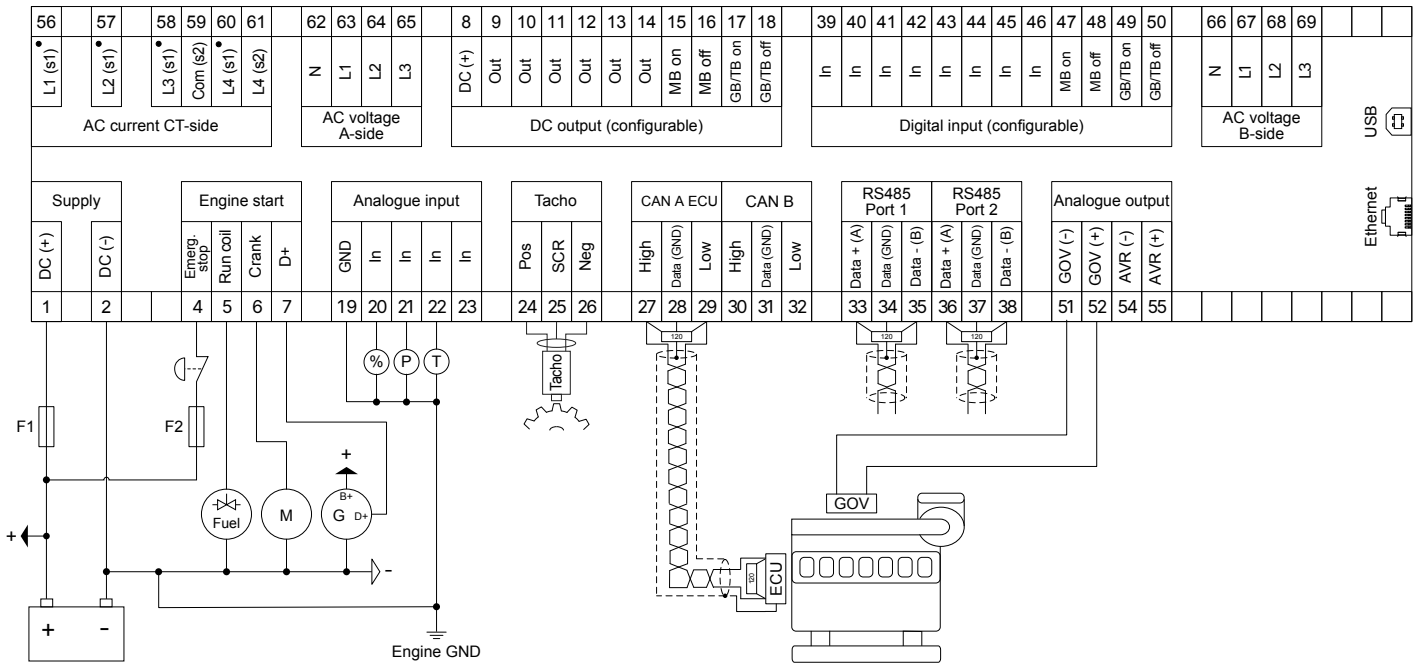 56 57 58 59 60 61 62 63 64 65 8 9 10 11 12 13 14 15 16 17 18 39 40 41 42 43 44 45 46 47 48 49 50 66 67 68 69
L1 (s1) L2 (s1) L3 (s1) Com (s2) L4 (s1) L4 (s2) N L1 L2 L3 DC (+) Out Out Out Out Out Out MB on MB off GB/TB on GB/TB off In In In In In In In In MB on MB off GB/TB on GB/TB off N L1 L2 L3
AC current CT-side
AC voltage
A-side
DC output (configurable)
Digital input (configurable)
AC voltage
B-side
USB
Supply
Engine start
Analogue input
Tacho
CAN A ECU
CAN B
RS485
Port 1
RS485
Port 2
Analogue output
Ethernet
DC (+) DC (-) Emerg. stop Run coil Crank D+ GND In In In In Pos SCR Neg High Data (GND) Low High Data (GND) Low Data + (A) Data (GND) Data - (B) Data + (A) Data (GND) Data - (B) GOV (-) GOV (+) AVR (-) AVR (+)
1 2 4 5 6 7 19 20 21 22 23 24 25 26 27 28 29 30 31 32 33 34 35 36 37 38 51 52 54 55
120 120 120
% P T
Tacho
F1
F2
+
B+
G D+
Fuel
M
GOV
+
-
120
ECU
+ -
Engine GND